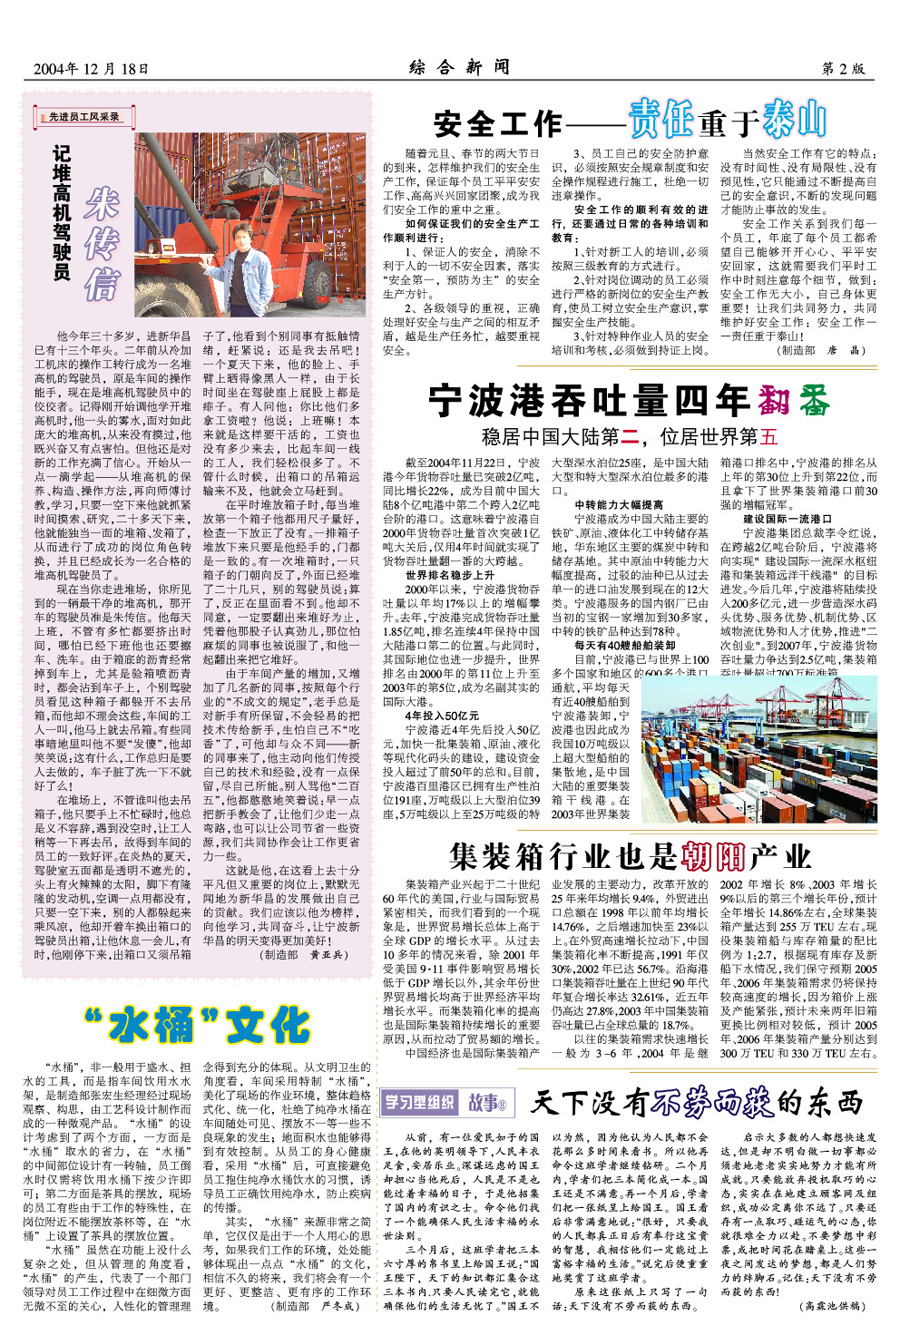 2004年12月18日
综合新闻
第2版
先进员工风采录
记堆高机驾驶员
朱传信
他今年三十多岁，进新华昌
已有十三个年头。二年前从冷加
工机床的操作工转行成为一名堆
高机的驾驶员，原是车间的操作
能手，现在是堆高机驾驶员中的
佼佼者。记得刚开始调他学开堆
高机时,他一头的雾水,面对如此
庞大的堆高机,从来没有摸过,他
既兴奋又有点害怕。但他还是对
新的工作充满了信心。开始从一
点一滴学起——从堆高机的保
养、构造、操作方法,再向师傅讨
教,学习,只要一空下来他就抓紧
时间摸索、研究,二十多天下来,
他就能独当一面的堆箱、发箱了,
从而进行了成功的岗位角色转
换，并且已经成长为一名合格的
堆高机驾驶员了。
现在当你走进堆场，你所见
到的一辆最干净的堆高机，那开
车的驾驶员准是朱传信。他每天
上班，不管有多忙都要挤出时
间，哪怕已经下班他也还要擦
车、洗车。由于箱底的沥青经常
掉到车上，尤其是验箱喷沥青
时，都会沾到车子上，个别驾驶
员看见这种箱子都躲开不去吊
箱,而他却不理会这些,车间的工
人一叫,他马上就去吊箱。有些同
事暗地里叫他不要"发傻",他却
笑笑说;这有什么,工作总归是要
人去做的，车子脏了洗一下不就
好了么!
在堆场上，不管谁叫他去吊
箱子,他只要手上不忙碌时,他总
是义不容辞,遇到没空时,让工人
稍等一下再去吊，故得到车间的
员工的一致好评。在炎热的夏天,
驾驶室五面都是透明不遮光的，
头上有火辣辣的太阳，脚下有隆
隆的发动机,空调一点用都没有,
只要一空下来，别的人都躲起来
乘风凉，他却开着车换出箱口的
驾驶员出箱,让他休息一会儿,有
时,他刚停下来,出箱口又须吊箱
子了,他看到个别同事有抵触情
绪，赶紧说；还是我去吊吧！
一个夏天下来，他的脸上、手
臂上晒得像黑人一样，由于长
时间坐在驾驶座上屁股上都是
痱子。有人问他；你比他们多
拿工资啦？他说；上班嘛！本
来就是这样要干活的，工资也
没有多少来去，比起车间一线
的工人，我们轻松很多了。不
管什么时候，出箱口的吊箱运
输来不及，他就会立马赶到。
在平时堆放箱子时,每当堆
放第一个箱子他都用尺子量好,
检查一下放正了没有。一排箱子
堆放下来只要是他经手的,门都
是一致的。有一次堆箱时,一只
箱子的门朝向反了,外面已经堆
了二十几只，别的驾驶员说;算
了,反正在里面看不到。他却不
同意，一定要翻出来堆好为止，
凭着他那股子认真劲儿,那位怕
麻烦的同事也被说服了,和他一
起翻出来把它堆好。
由于车间产量的增加,又增
加了几名新的同事,按照每个行
业的"不成文的规定",老手总是
对新手有所保留,不会轻易的把
技术传给新手,生怕自己不"吃
香"了,可他却与众不同——新
的同事来了,他主动向他们传授
自己的技术和经验,没有一点保
留,尽自己所能。别人骂他"二百
五",他都憨憨地笑着说;早一点
把新手教会了,让他们少走一点
弯路,也可以让公司节省一些资
源,我们共同协作会让工作更省
力一些。
这就是他,在这看上去十分
平凡但又重要的岗位上,默默无
闻地为新华昌的发展做出自己
的贡献。我们应该以他为榜样,
向他学习,共同奋斗,让宁波新
华昌的明天变得更加美好！
(制造部 黄亚兵)
安全工作——责任重于泰山
随着元旦、春节的两大节日
的到来，怎样维护我们的安全生
产工作，保证每个员工平平安安
工作、高高兴兴回家团聚,成为我
们安全工作的重中之重。
如何保证我们的安全生产工
作顺利进行：
1、保证人的安全，消除不
利于人的一切不安全因素，落实
"安全第一，预防为主"的安全
生产方针。
2、各级领导的重视，正确
处理好安全与生产之间的相互矛
盾，越是生产任务忙，越要重视
安全。
3、员工自己的安全防护意
识，必须按照安全规章制度和安
全操作规程进行施工，杜绝一切
违章操作。
安全工作的顺利有效的进
行，还要通过日常的各种培训和
教育；
1、针对新工人的培训,必须
按照三级教育的方式进行。
2、针对岗位调动的员工必须
进行严格的新岗位的安全生产教
育,使员工树立安全生产意识,掌
握安全生产技能。
3、针对特种作业人员的安全
培训和考核,必须做到持证上岗。
当然安全工作有它的特点；
没有时间性、没有局限性、没有
预见性,它只能通过不断提高自
己的安全意识,不断的发现问题
才能防止事故的发生。
安全工作关系到我们每一
个员工，年底了每个员工都希
望自己能够开开心心、平平安
安回家，这就需要我们平时工
作中时刻注意每个细节，做到；
安全工作无大小，自己身体更
重要！让我们共同努力，共同
维护好安全工作；安全工作－
－责任重于泰山！
(制造部 唐 晶)
宁波港吞吐量四年翻番
稳居中国大陆第二，位居世界第五
截至2004年11月22日，宁波
港今年货物吞吐量已突破2亿吨，
同比增长22%，成为目前中国大
陆8个亿吨港中第二个跨入2亿吨
台阶的港口。这意味着宁波港自
2000年货物吞吐量首次突破1亿
吨大关后,仅用4年时间就实现了
货物吞吐量翻一番的大跨越。
世界排名稳步上升
2000年以来，宁波港货物吞
吐量以年均17%以上的增幅攀
升。去年,宁波港完成货物吞吐量
1.85亿吨,排名连续4年保持中国
大陆港口第二的位置。与此同时，
其国际地位也进一步提升，世界
排名由2000年的第11位上升至
2003年的第5位,成为名副其实的
国际大港。
4年投入50亿元
宁波港近4年先后投入50亿
元,加快一批集装箱、原油、液化
等现代化码头的建设，建设资金
投入超过了前50年的总和。目前，
宁波港百里港区已拥有生产性泊
位191座,万吨级以上大型泊位39
座,5万吨级以上至25万吨级的特
大型深水泊位25座，是中国大陆
大型和特大型深水泊位最多的港
口。
中转能力大幅提高
宁波港成为中国大陆主要的
铁矿、原油、液体化工中转储存基
地，华东地区主要的煤炭中转和
储存基地。其中原油中转能力大
幅度提高，过驳的油种已从过去
单一的进口油发展到现在的12大
类。宁波港服务的国内钢厂已由
当初的宝钢一家增加到30多家，
中转的铁矿品种达到78种。
每天有40艘船舶装卸
目前,宁波港已与世界上100
多个国家和地区的600多个港口
通航,平均每天
有近40艘船舶到
宁波港装卸,宁
波港也因此成为
我国10万吨级以
上超大型船舶的
集散地,是中国
大陆的重要集装
箱干线港。在
2003年世界集装
箱港口排名中,宁波港的排名从
上年的第30位上升到第22位,而
且拿下了世界集装箱港口前30
强的增幅冠军。
建设国际一流港口
宁波港集团总裁李令红说，
在跨越2亿吨台阶后，宁波港将
向实现"建设国际一流深水枢纽
港和集装箱远洋干线港"的目标
进发。今后几年,宁波港将陆续投
入200多亿元,进一步营造深水码
头优势、服务优势、机制优势、区
域物流优势和人才优势,推进"二
次创业"。到2007年,宁波港货物
吞吐量力争达到2.5亿吨,集装箱
吞吐量超过700万标准箱
集装箱行业也是朝阳产业
集装箱产业兴起于二十世纪
60年代的美国,行业与国际贸易
紧密相关，而我们看到的一个现
象是，世界贸易增长总体上高于
全球GDP的增长水平。从过去
10多年的情况来看，除2001年
受美国9·11事件影响贸易增长
低于GDP增长以外,其余年份世
界贸易增长均高于世界经济平均
增长水平。而集装箱化率的提高
也是国际集装箱持续增长的重要
原因,从而拉动了贸易额的增长。
中国经济也是国际集装箱产
业发展的主要动力，改革开放的
25年来年均增长9.4%，外贸进出
口总额在1998年以前年均增长
14.76%，之后增速加快至23%以
上。在外贸高速增长拉动下,中国
集装箱化率不断提高,1991年仅
30%,2002年已达56.7%。沿海港
口集装箱吞吐量在上世纪90年代
年复合增长率达32.61%，近五年
仍高达27.8%,2003年中国集装箱
吞吐量已占全球总量的18.7%。
以往的集装箱需求快速增长
一般为3-6年,2004年是继
2002年增长8%、2003年增长
9%以后的第三个增长年份,预计
全年增长14.86%左右,全球集装
箱产量达到255万TEU左右。现
役集装箱船与库存箱量的配比
例为1:2.7，根据现有库存及新
船下水情况,我们保守预期2005
年、2006年集装箱需求仍将保持
较高速度的增长,因为箱价上涨
及产能紧张,预计未来两年旧箱
更换比例相对较低，预计2005
年、2006年集装箱产量分别达到
300万TEU和330万TEU左右。
"水桶"文化
"水桶"，非一般用于盛水、担
水的工具，而是指车间饮用水水
架，是制造部张宏生经理经过现场
观察、构思，由工艺科设计制作而
成的一种微观产品。"水桶"的设
计考虑到了两个方面，一方面是
"水桶"取水的省力，在"水桶"
的中间部位设计有一转轴，员工倒
水时仅需将饮用水桶下按少许即
可；第二方面是茶具的摆放，现场
的员工有些由于工作的特殊性，在
岗位附近不能摆放茶杯等，在"水
桶"上设置了茶具的摆放位置。
"水桶"虽然在功能上没什么
复杂之处，但从管理的角度看，
"水桶"的产生，代表了一个部门
领导对员工工作过程中在细微方面
无微不至的关心，人性化的管理理
念得到充分的体现。从文明卫生的
角度看，车间采用特制"水桶"，
美化了现场的作业环境，整体趋格
式化、统一化，杜绝了纯净水桶在
车间随处可见、摆放不一等一些不
良现象的发生；地面积水也能够得
到有效控制。从员工的身心健康
看，采用"水桶"后，可直接避免
员工抱住纯净水桶饮水的习惯，诱
导员工正确饮用纯净水，防止疾病
的传播。
其实，"水桶"来源非常之简
单，它仅仅是出于一个人用心的思
考，如果我们工作的环境，处处能
够体现出一点点"水桶"的文化，
相信不久的将来，我们将会有一个
更好、更整洁、更有序的工作环
境。 (制造部 严冬成)
学习型组织 故事⑧
天下没有不劳而获的东西
从前，有一位爱民如子的国
王,在他的英明领导下,人民丰衣
足食,安居乐业。深谋远虑的国王
却担心当他死后，人民是不是也
能过着幸福的日子，于是他招集
了国内的有识之士。命令他们找
了一个能确保人民生活幸福的永
世法则。
三个月后，这班学者把三本
六寸厚的帛书呈上给国王说:"国
王陛下，天下的知识都汇集合这
三本书内。只要人民读完它,就能
确保他们的生活无忧了。"国王不
以为然，因为他认为人民都不会
花那么多时间来看书。所以他再
命令这班学者继续钻研。二个月
内,学者们把三本简化成一本。国
王还是不满意。再一个月后,学者
们把一张纸呈上给国王。国王看
后非常满意地说:"很好，只要我
的人民都真正日后奉行这宝贵
的智慧，我相信他们一定能过上
富裕幸福的生活。"说完后便重重
地奖赏了这班学者。
原来这张纸上只写了一句
话:天下没有不劳而获的东西。
启示大多数的人都想快速发
达,但是却不明白做一切事都必
须老地老老实实地努力才能有所
成就。只要能放弃投机取巧的心
态,实实在在地建立顾客网及组
织,成功必定离你不远了。只要还
存有一点取巧、碰运气的心态,你
就很难全力以赴。不要梦想中彩
票,或把时间花在赌桌上。这些一
夜之间发达的梦想,都是人们努
力的绊脚石。记住:天下没有不劳
而获的东西!
(高霖池供稿)